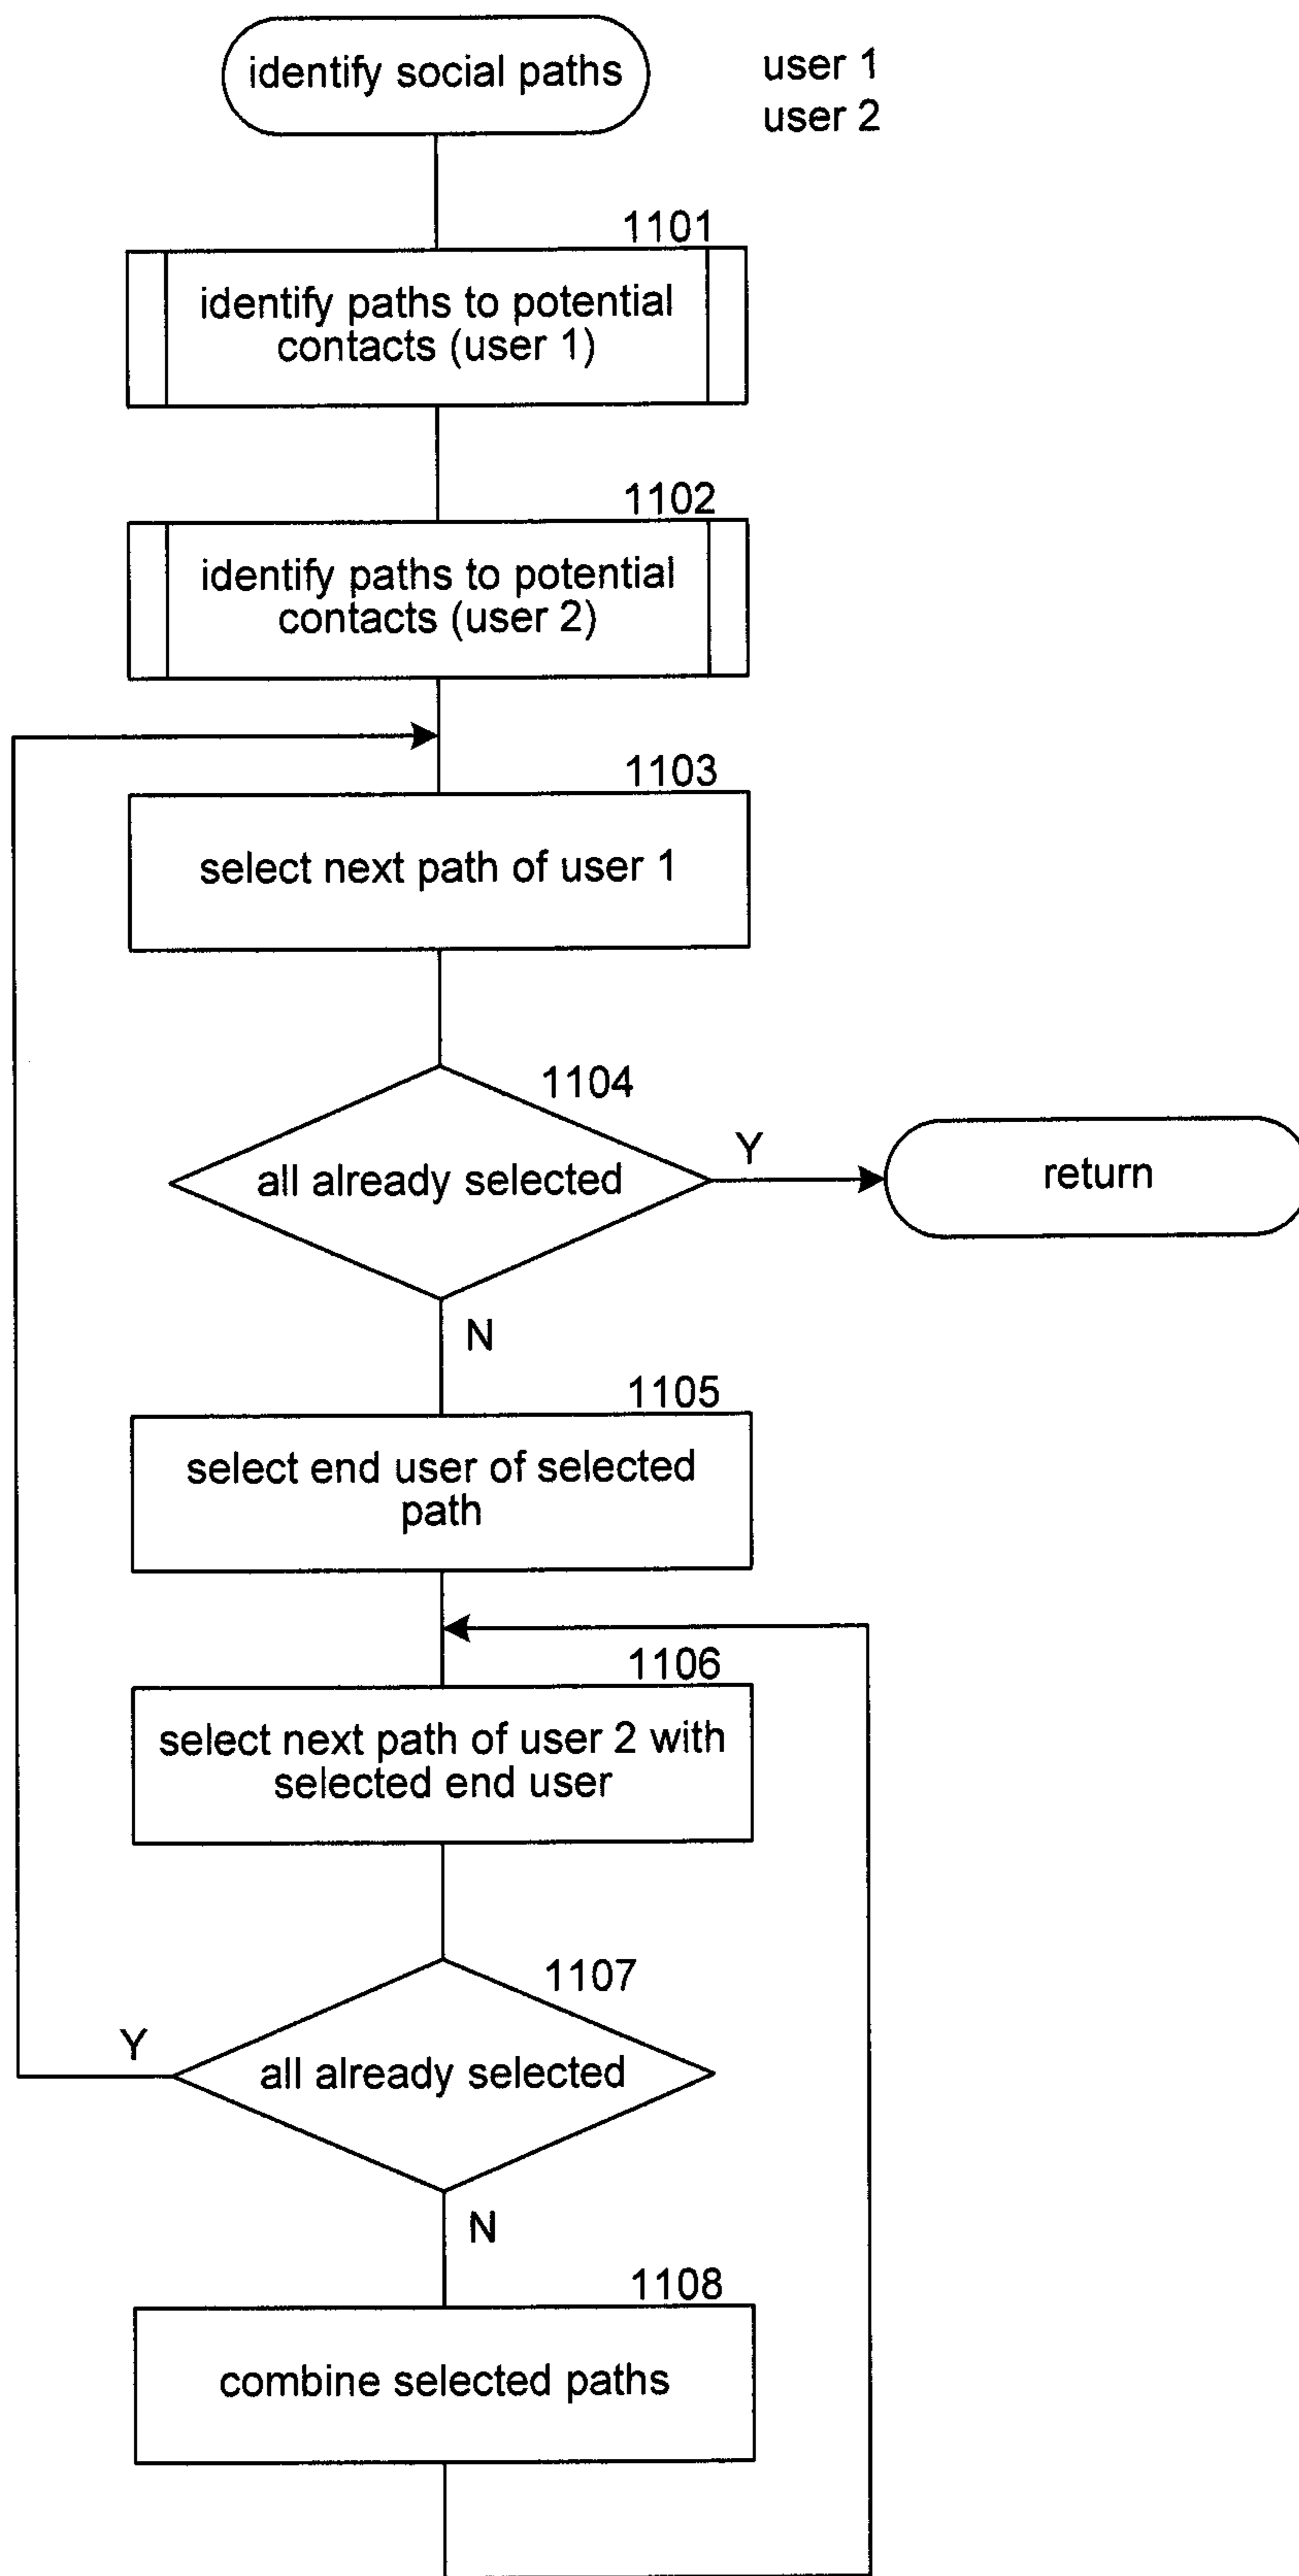 identify social paths
user 1
user 2
1101
identify paths to potential
contacts (user 1)
1102
identify paths to potential
contacts (user 2)
1103
select next path of user 1
1104
all already selected
Y
return
N
1105
select end user of selected
path
1106
select next path of user 2 with
selected end user
1107
Y
all already selected
N
1108
combine selected paths